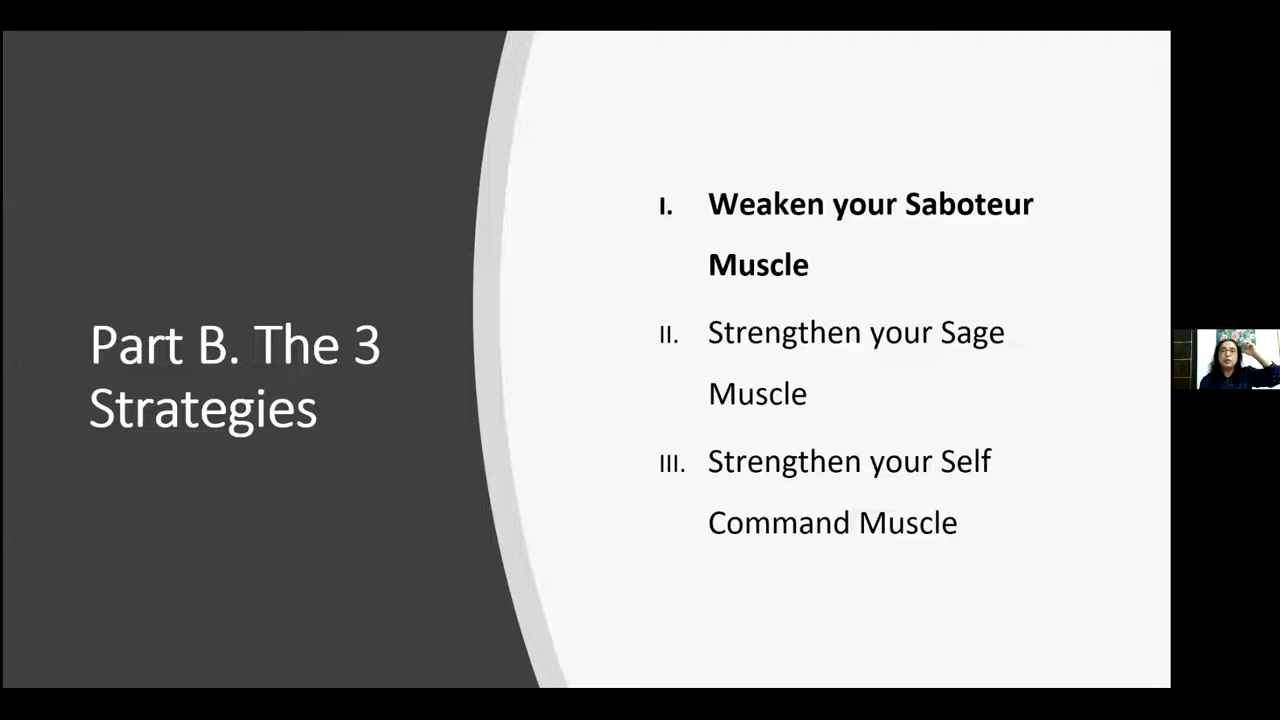 Part B. The 3
Strategies
I. Weaken your Saboteur
Muscle
II. Strengthen your Sage
Muscle
III. Strengthen your Self
Command Muscle